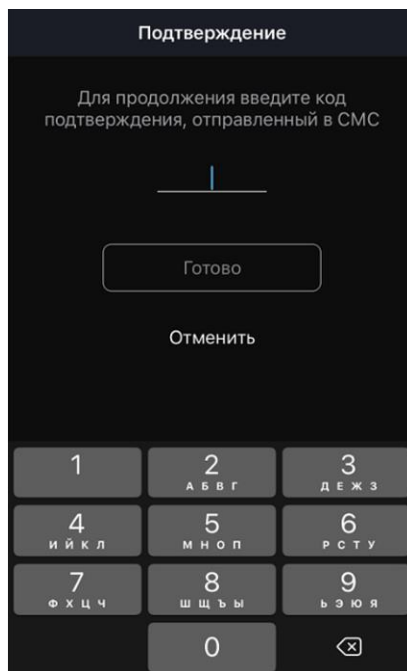 Подтверждение
Для продолжения введите код
подтверждения, отправленный в СМС
Готово
Отменить
1 2 3
А Б В Г Д Е Ж З
4 5 6
И Й К Л М Н О П Р С Т У
7 8 9
Ф Х Ц Ч Ш Щ Ъ Ы Ь Э Ю Я
0